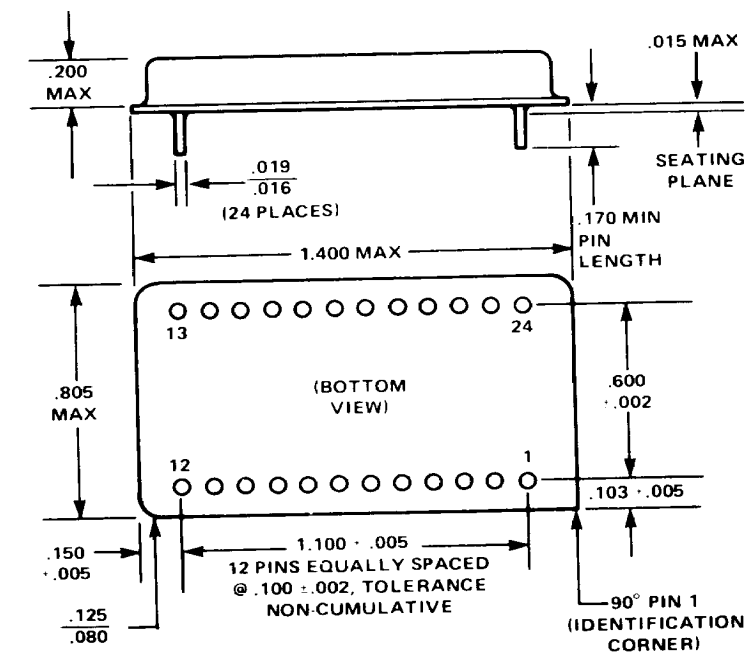 .015 MAX
.200
MAX
SEATING
PLANE
.019
.016
(24 PLACES)
.170 MIN
PIN
LENGTH
1.400 MAX
13
24
.805
MAX
(BOTTOM
VIEW)
.600
.002
12
1
.103 .005
.150
.005
1.100 .005
12 PINS EQUALLY SPACED
@ .100 ±.002, TOLERANCE
NON-CUMULATIVE
.125
.080
90° PIN 1
(IDENTIFICATION
CORNER)